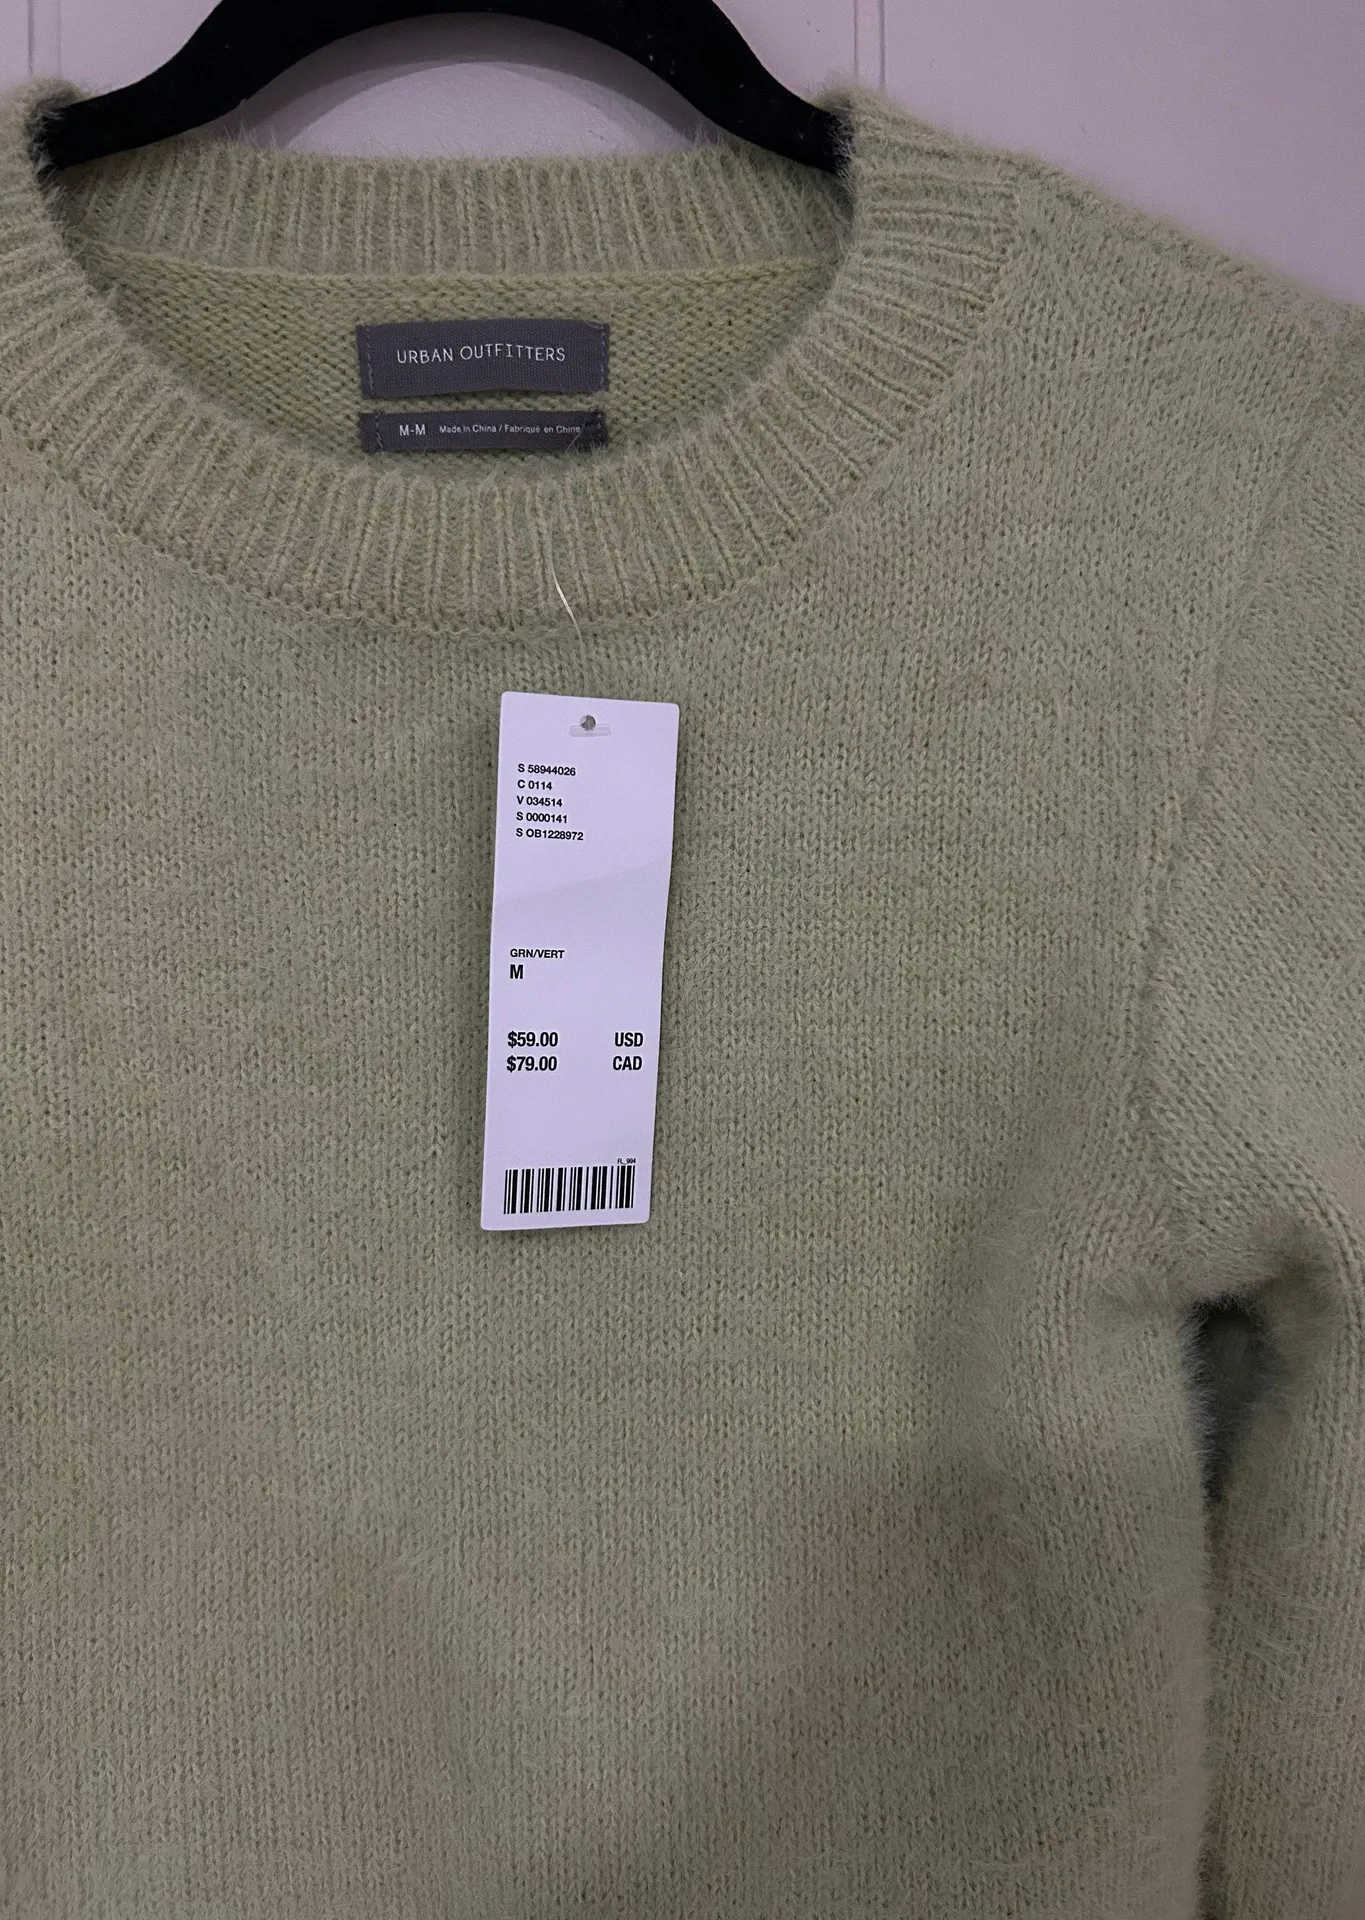 URBAN OUTFITTERS
M-M Made in China / Fabriqué en Chine
S 58944026
C 0114
V 034514
S 0000141
S OB1228972
GRN/VERT
M
$59.00 USD
$79.00 CAD
FL_994